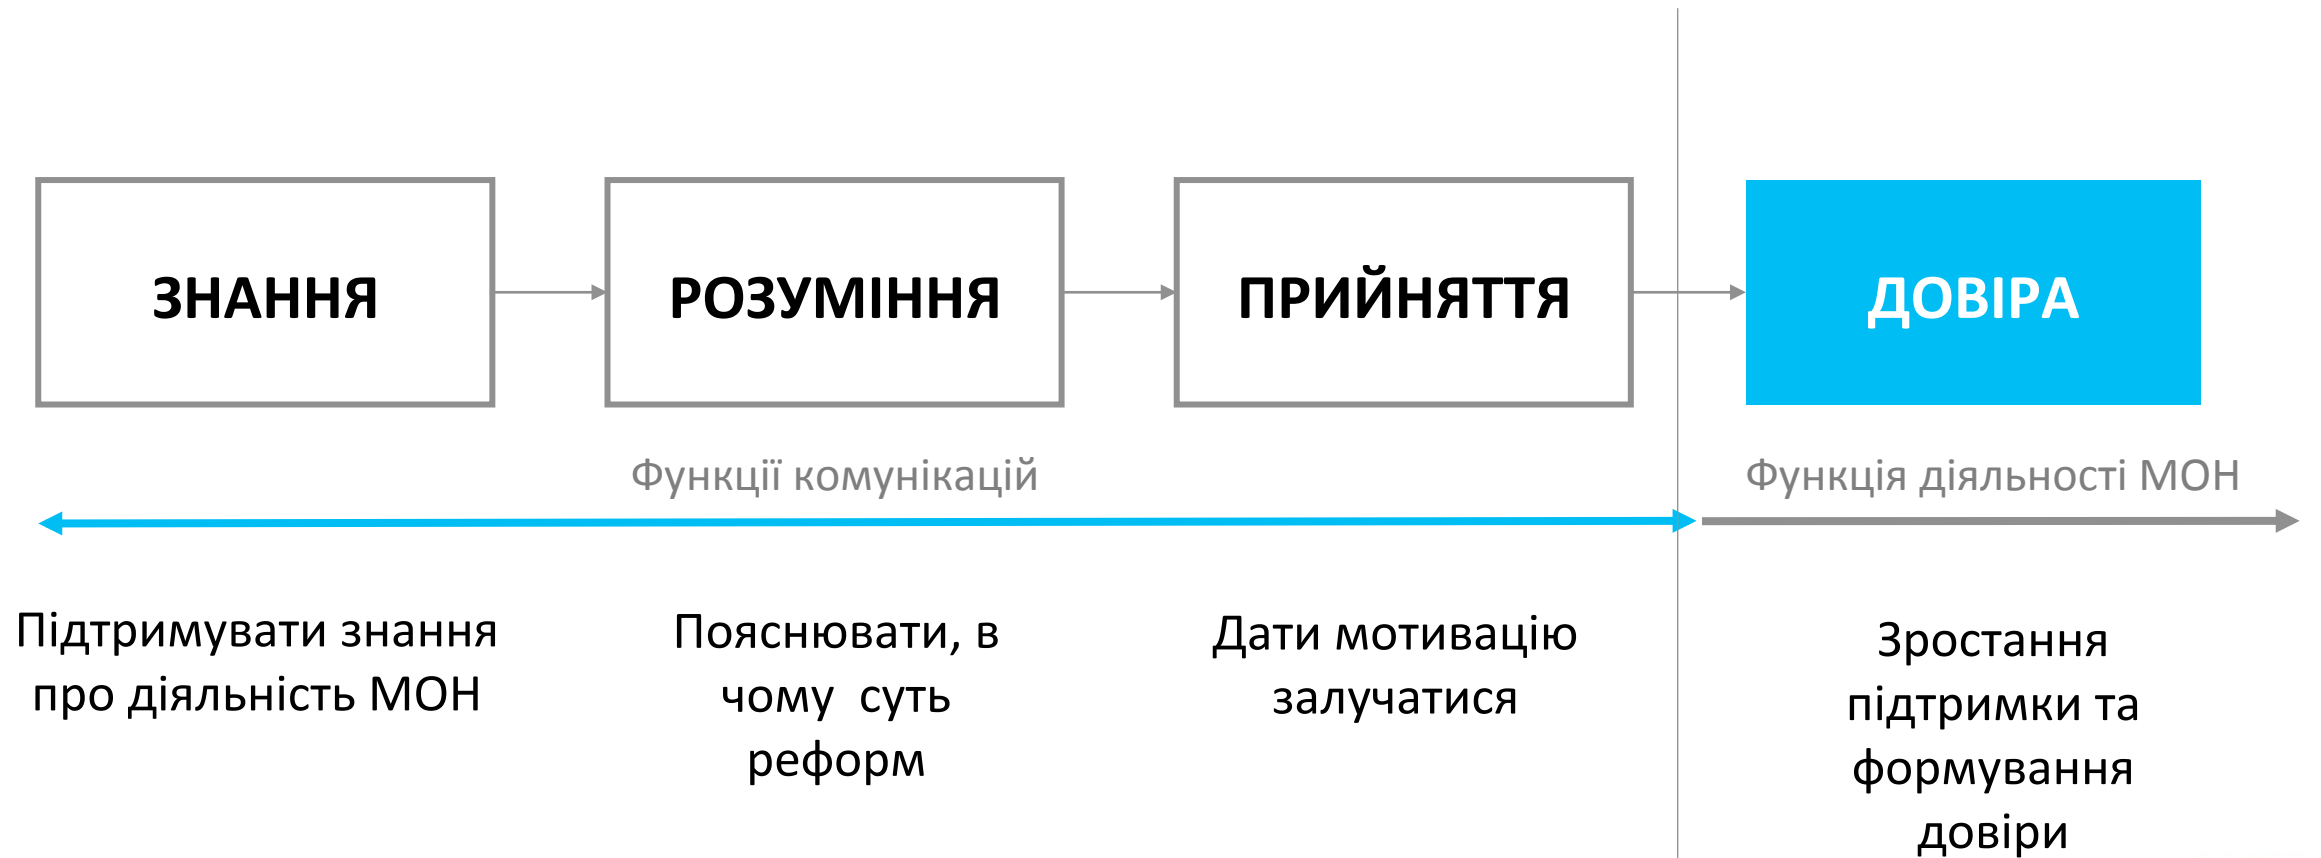 ЗНАННЯ
РОЗУМІННЯ
ПРИЙНЯТТЯ
ДОВІРА
Функції комунікацій
Функція діяльності МОН
Підтримувати знання
про діяльність МОН
Пояснювати, в
чому  суть
реформ
Дати мотивацію
залучатися
Зростання
підтримки та
формування
довіри